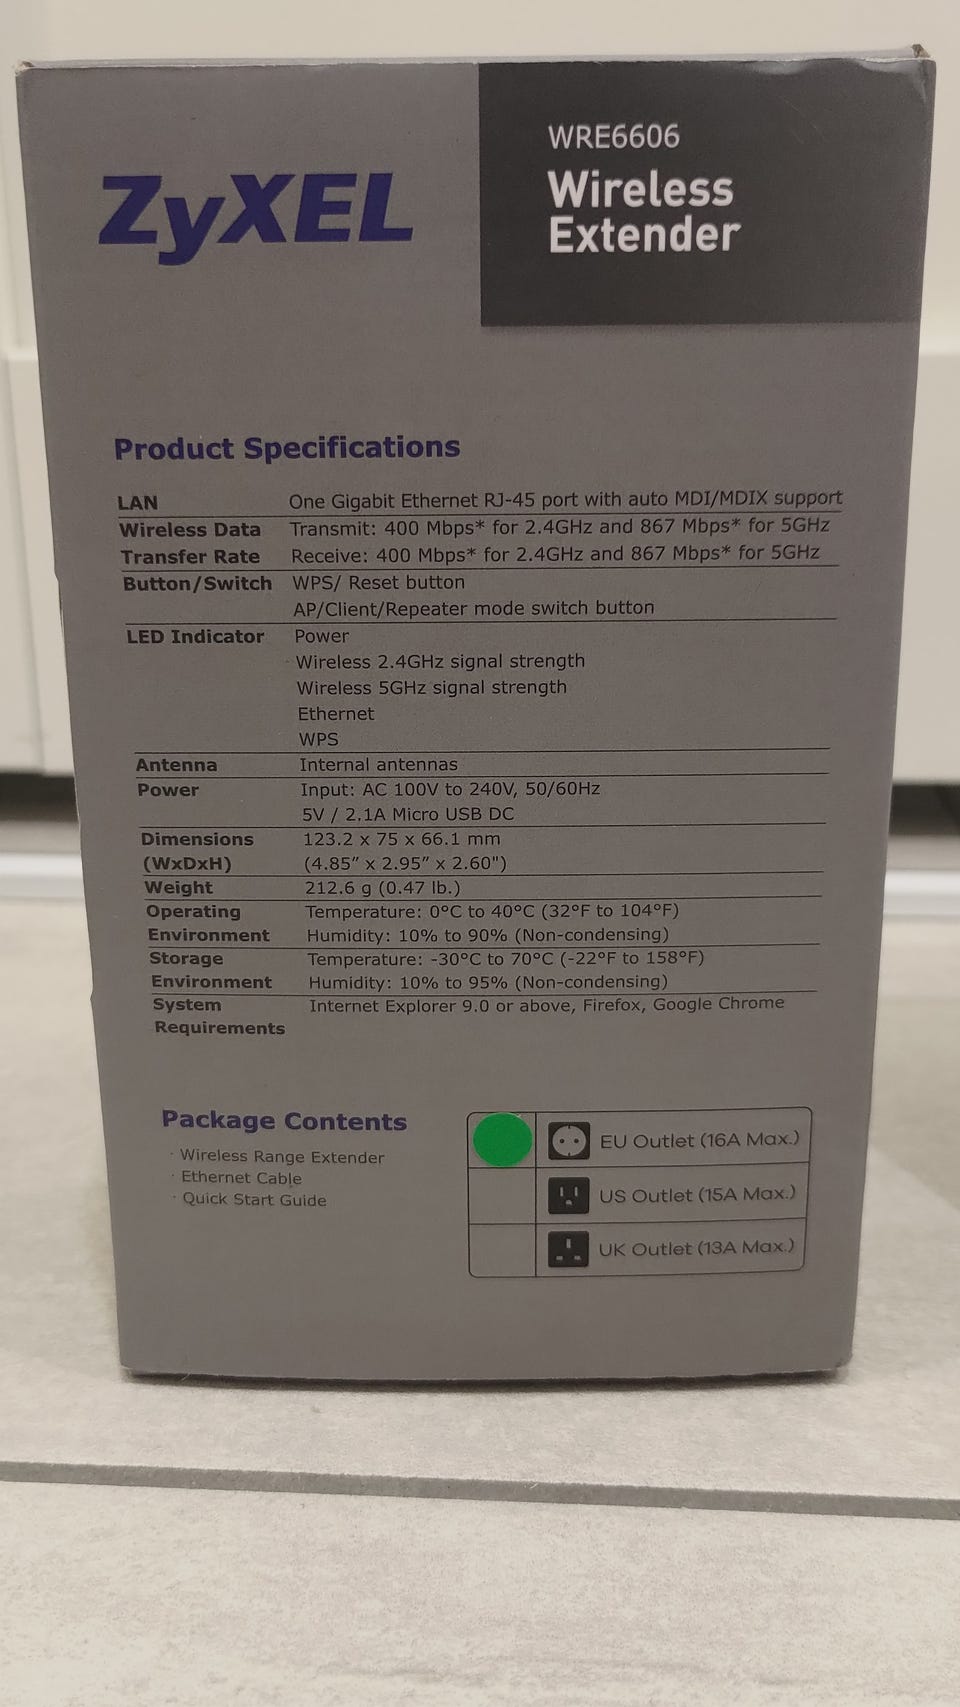 ZyXEL
WRE6606
Wireless
Extender
Product Specifications
LAN One Gigabit Ethernet RJ-45 port with auto MDI/MDIX support
Wireless Data Transmit: 400 Mbps* for 2.4GHz and 867 Mbps* for 5GHz
Transfer Rate Receive: 400 Mbps* for 2.4GHz and 867 Mbps* for 5GHz
Button/Switch WPS/ Reset button
AP/Client/Repeater mode switch button
LED Indicator Power
Wireless 2.4GHz signal strength
Wireless 5GHz signal strength
Ethernet
WPS
Antenna Internal antennas
Power Input: AC 100V to 240V, 50/60Hz
5V / 2.1A Micro USB DC
Dimensions 123.2 x 75 x 66.1 mm
(WxDxH) (4.85” x 2.95” x 2.60")
Weight 212.6 g (0.47 lb.)
Operating Temperature: 0°C to 40°C (32°F to 104°F)
Environment Humidity: 10% to 90% (Non-condensing)
Storage Temperature: -30°C to 70°C (-22°F to 158°F)
Environment Humidity: 10% to 95% (Non-condensing)
System Internet Explorer 9.0 or above, Firefox, Google Chrome
Requirements
Package Contents
· Wireless Range Extender
· Ethernet Cable
· Quick Start Guide
EU Outlet (16A Max.)
US Outlet (15A Max.)
UK Outlet (13A Max.)